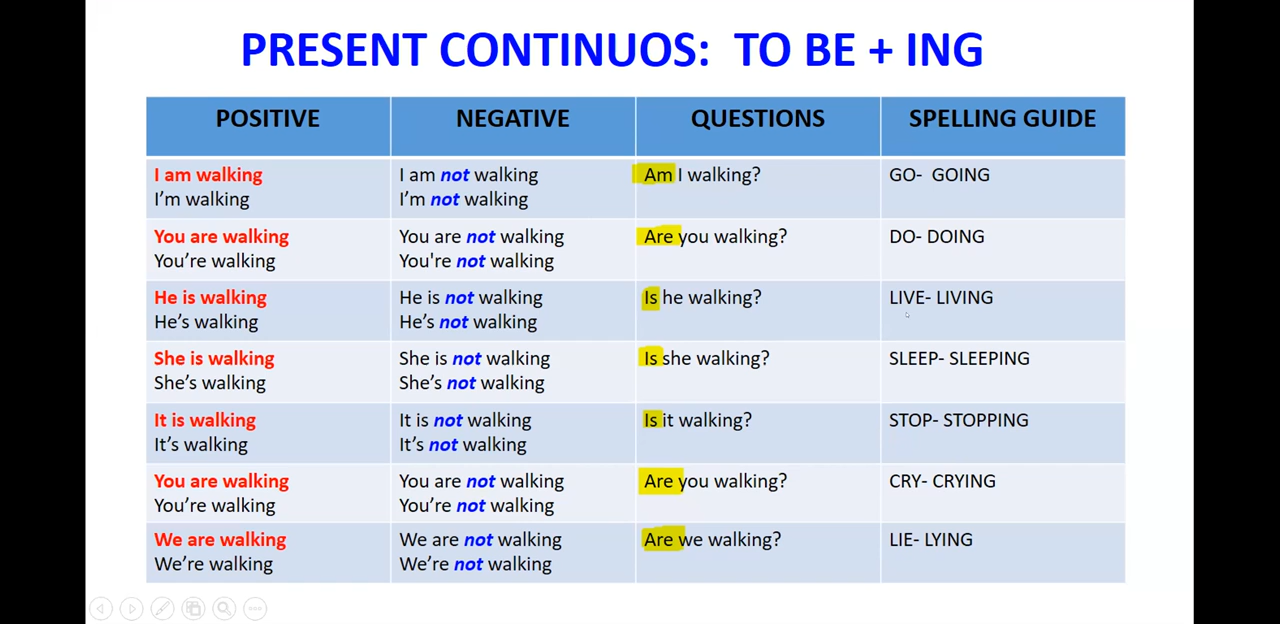 PRESENT CONTINUOS: TO BE + ING
POSITIVE NEGATIVE QUESTIONS SPELLING GUIDE
I am walking I am not walking Am I walking? GO- GOING
I’m walking I’m not walking
You are walking You are not walking Are you walking? DO- DOING
You’re walking You're not walking
He is walking He is not walking Is he walking? LIVE- LIVING
He’s walking He’s not walking
She is walking She is not walking Is she walking? SLEEP- SLEEPING
She’s walking She’s not walking
It is walking It is not walking Is it walking? STOP- STOPPING
It’s walking It’s not walking
You are walking You are not walking Are you walking? CRY- CRYING
You’re walking You’re not walking
We are walking We are not walking Are we walking? LIE- LYING
We’re walking We’re not walking